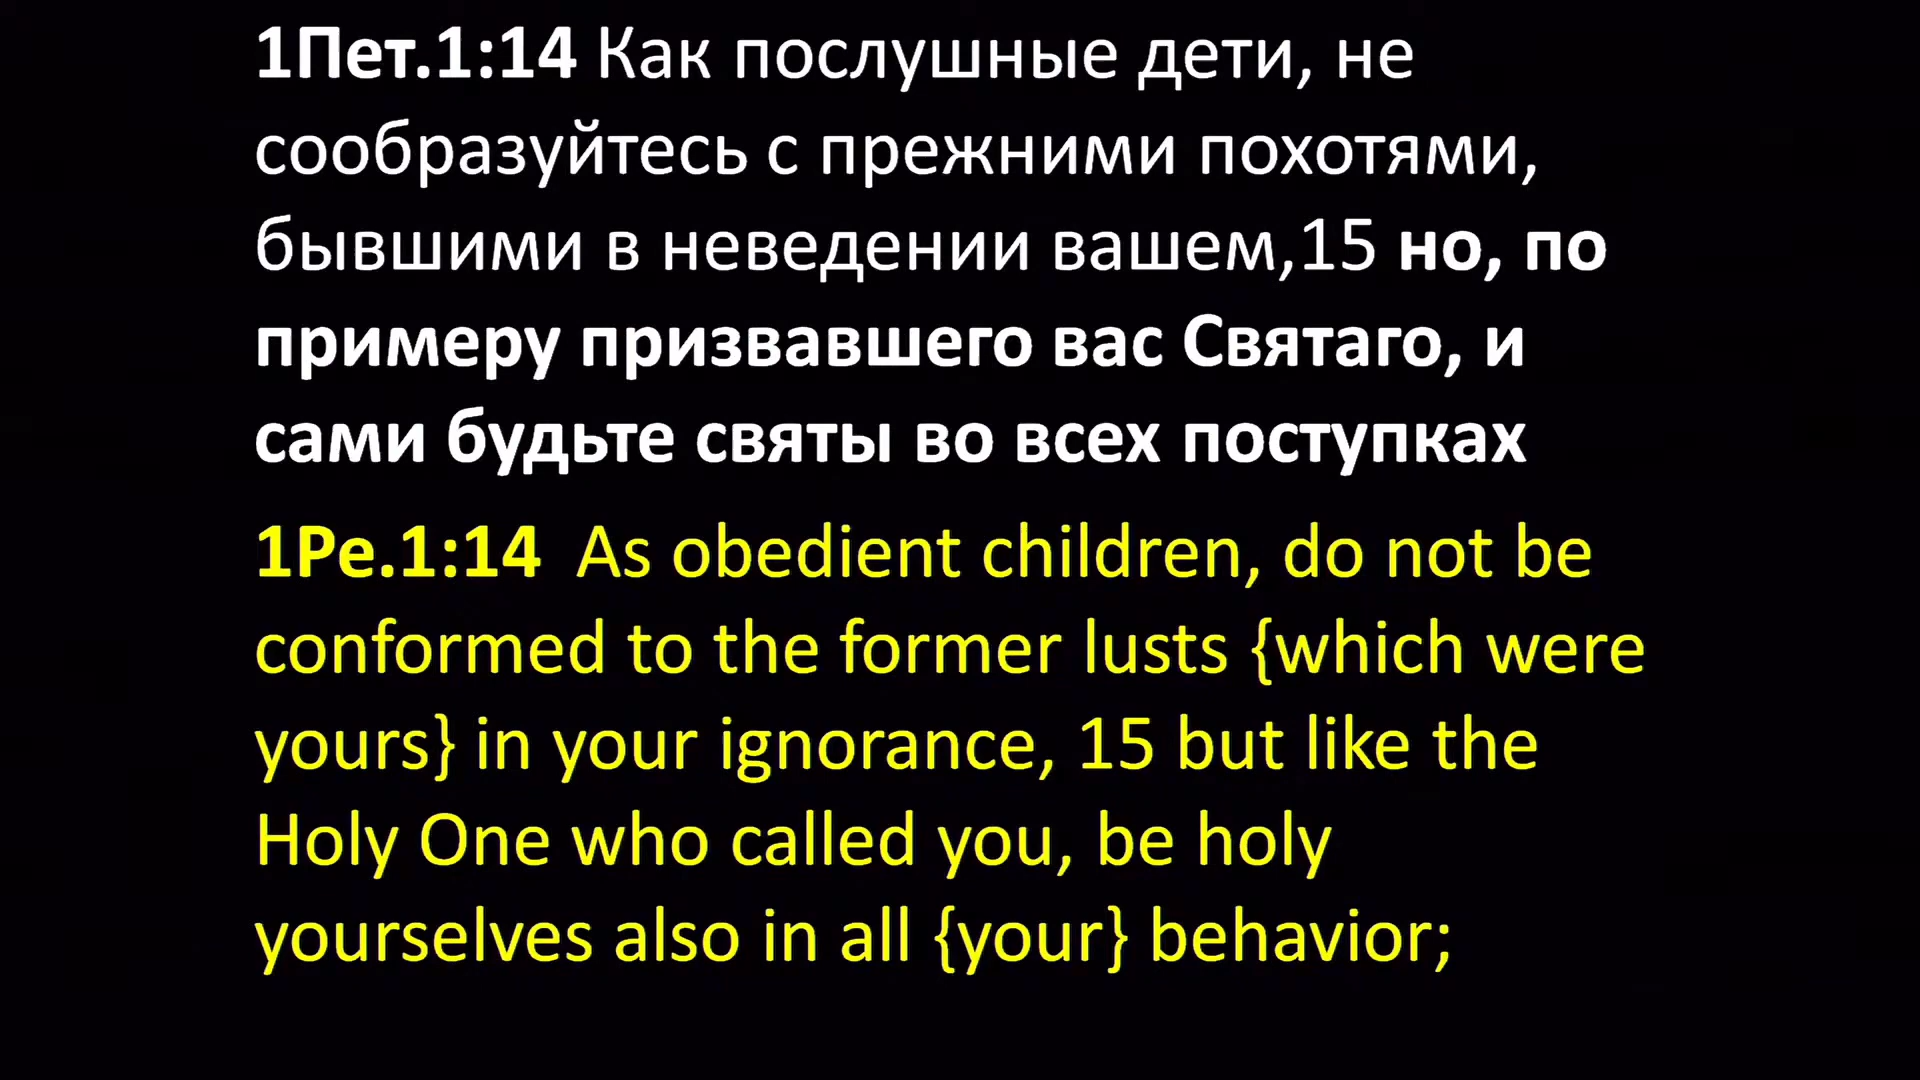 1Пет.1:14 Как послушные дети, не
сообразуйтесь с прежними похотями,
бывшими в неведении вашем,15 но, по
примеру призвавшего вас Святаго, и
сами будьте святы во всех поступках
1Pe.1:14 As obedient children, do not be
conformed to the former lusts {which were
yours} in your ignorance, 15 but like the
Holy One who called you, be holy
yourselves also in all {your} behavior;